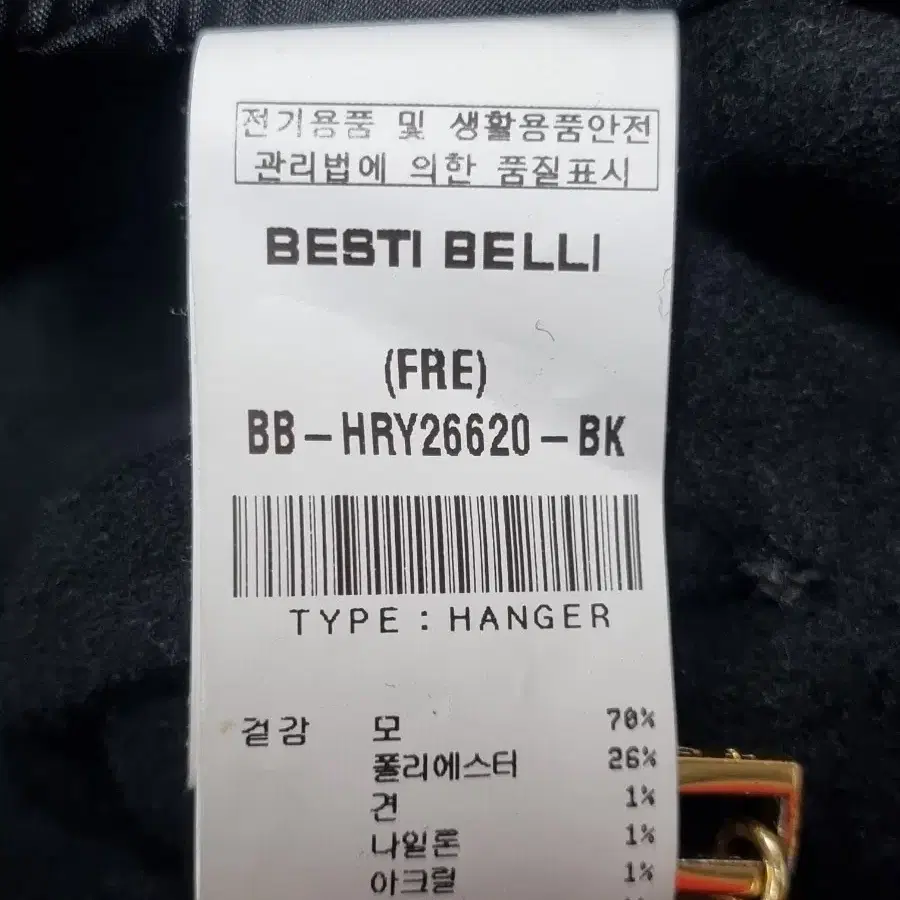 전기용품 및 생활용품안전
관리법에 의한 품질표시
BESTI BELLI
(FRE)
BB-HRY26620-BK
TYPE : HANGER
겉감 모 70%
폴리에스터 26%
견 1%
나일론 1%
아크릴 1%